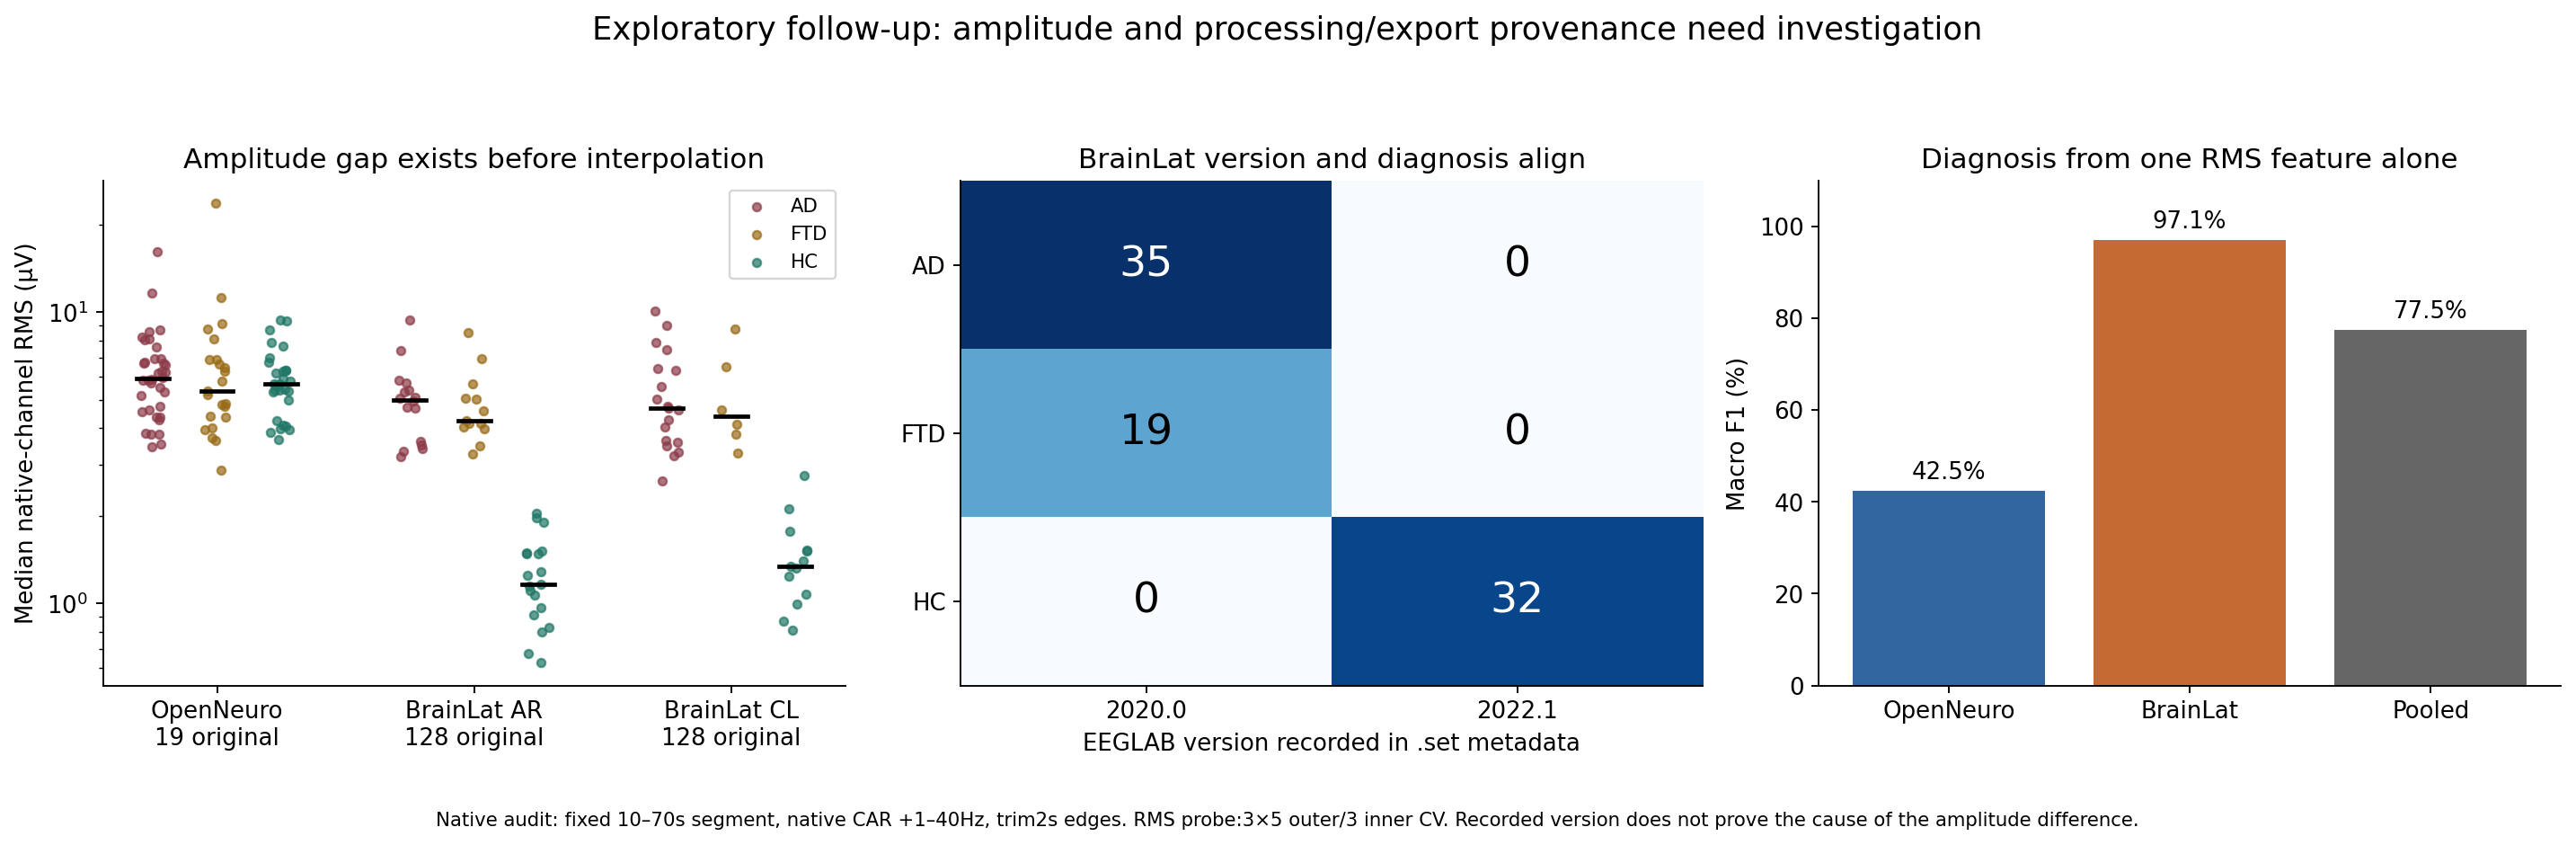 Exploratory follow-up: amplitude and processing/export provenance need investigation
Amplitude gap exists before interpolation
Median native-channel RMS (µV)
10¹
10⁰
AD
FTD
HC
OpenNeuro
19 original
BrainLat AR
128 original
BrainLat CL
128 original
BrainLat version and diagnosis align
AD
FTD
HC
35
0
19
0
0
32
2020.0
2022.1
EEGLAB version recorded in .set metadata
Diagnosis from one RMS feature alone
Macro F1 (%)
100
80
60
40
20
0
42.5%
97.1%
77.5%
OpenNeuro
BrainLat
Pooled
Native audit: fixed 10–70s segment, native CAR +1–40Hz, trim2s edges. RMS probe:3×5 outer/3 inner CV. Recorded version does not prove the cause of the amplitude difference.